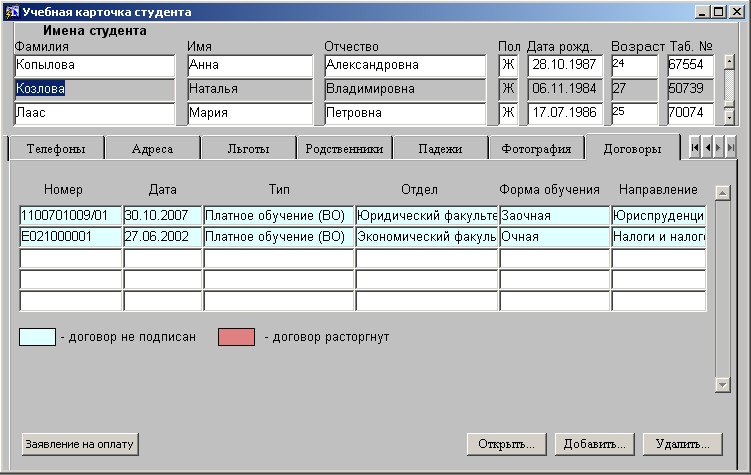 Учебная карточка студента
Имена студента
Фамилия Имя Отчество Пол Дата рожд. Возраст Таб. №
Копылова Анна Александровна Ж 28.10.1987 24 67554
Козлова Наталья Владимировна Ж 06.11.1984 27 50739
Лаас Мария Петровна Ж 17.07.1986 25 70074
Телефоны Адреса Льготы Родственники Падежи Фотография Договоры
Номер Дата Тип Отдел Форма обучения Направление
1100701009/01 30.10.2007 Платное обучение (ВО) Юридический факульте Заочная Юриспруденци
Е021000001 27.06.2002 Платное обучение (ВО) Экономический факуль Очная Налоги и налог
- договор не подписан - договор расторгнут
Заявление на оплату Открыть... Добавить... Удалить...